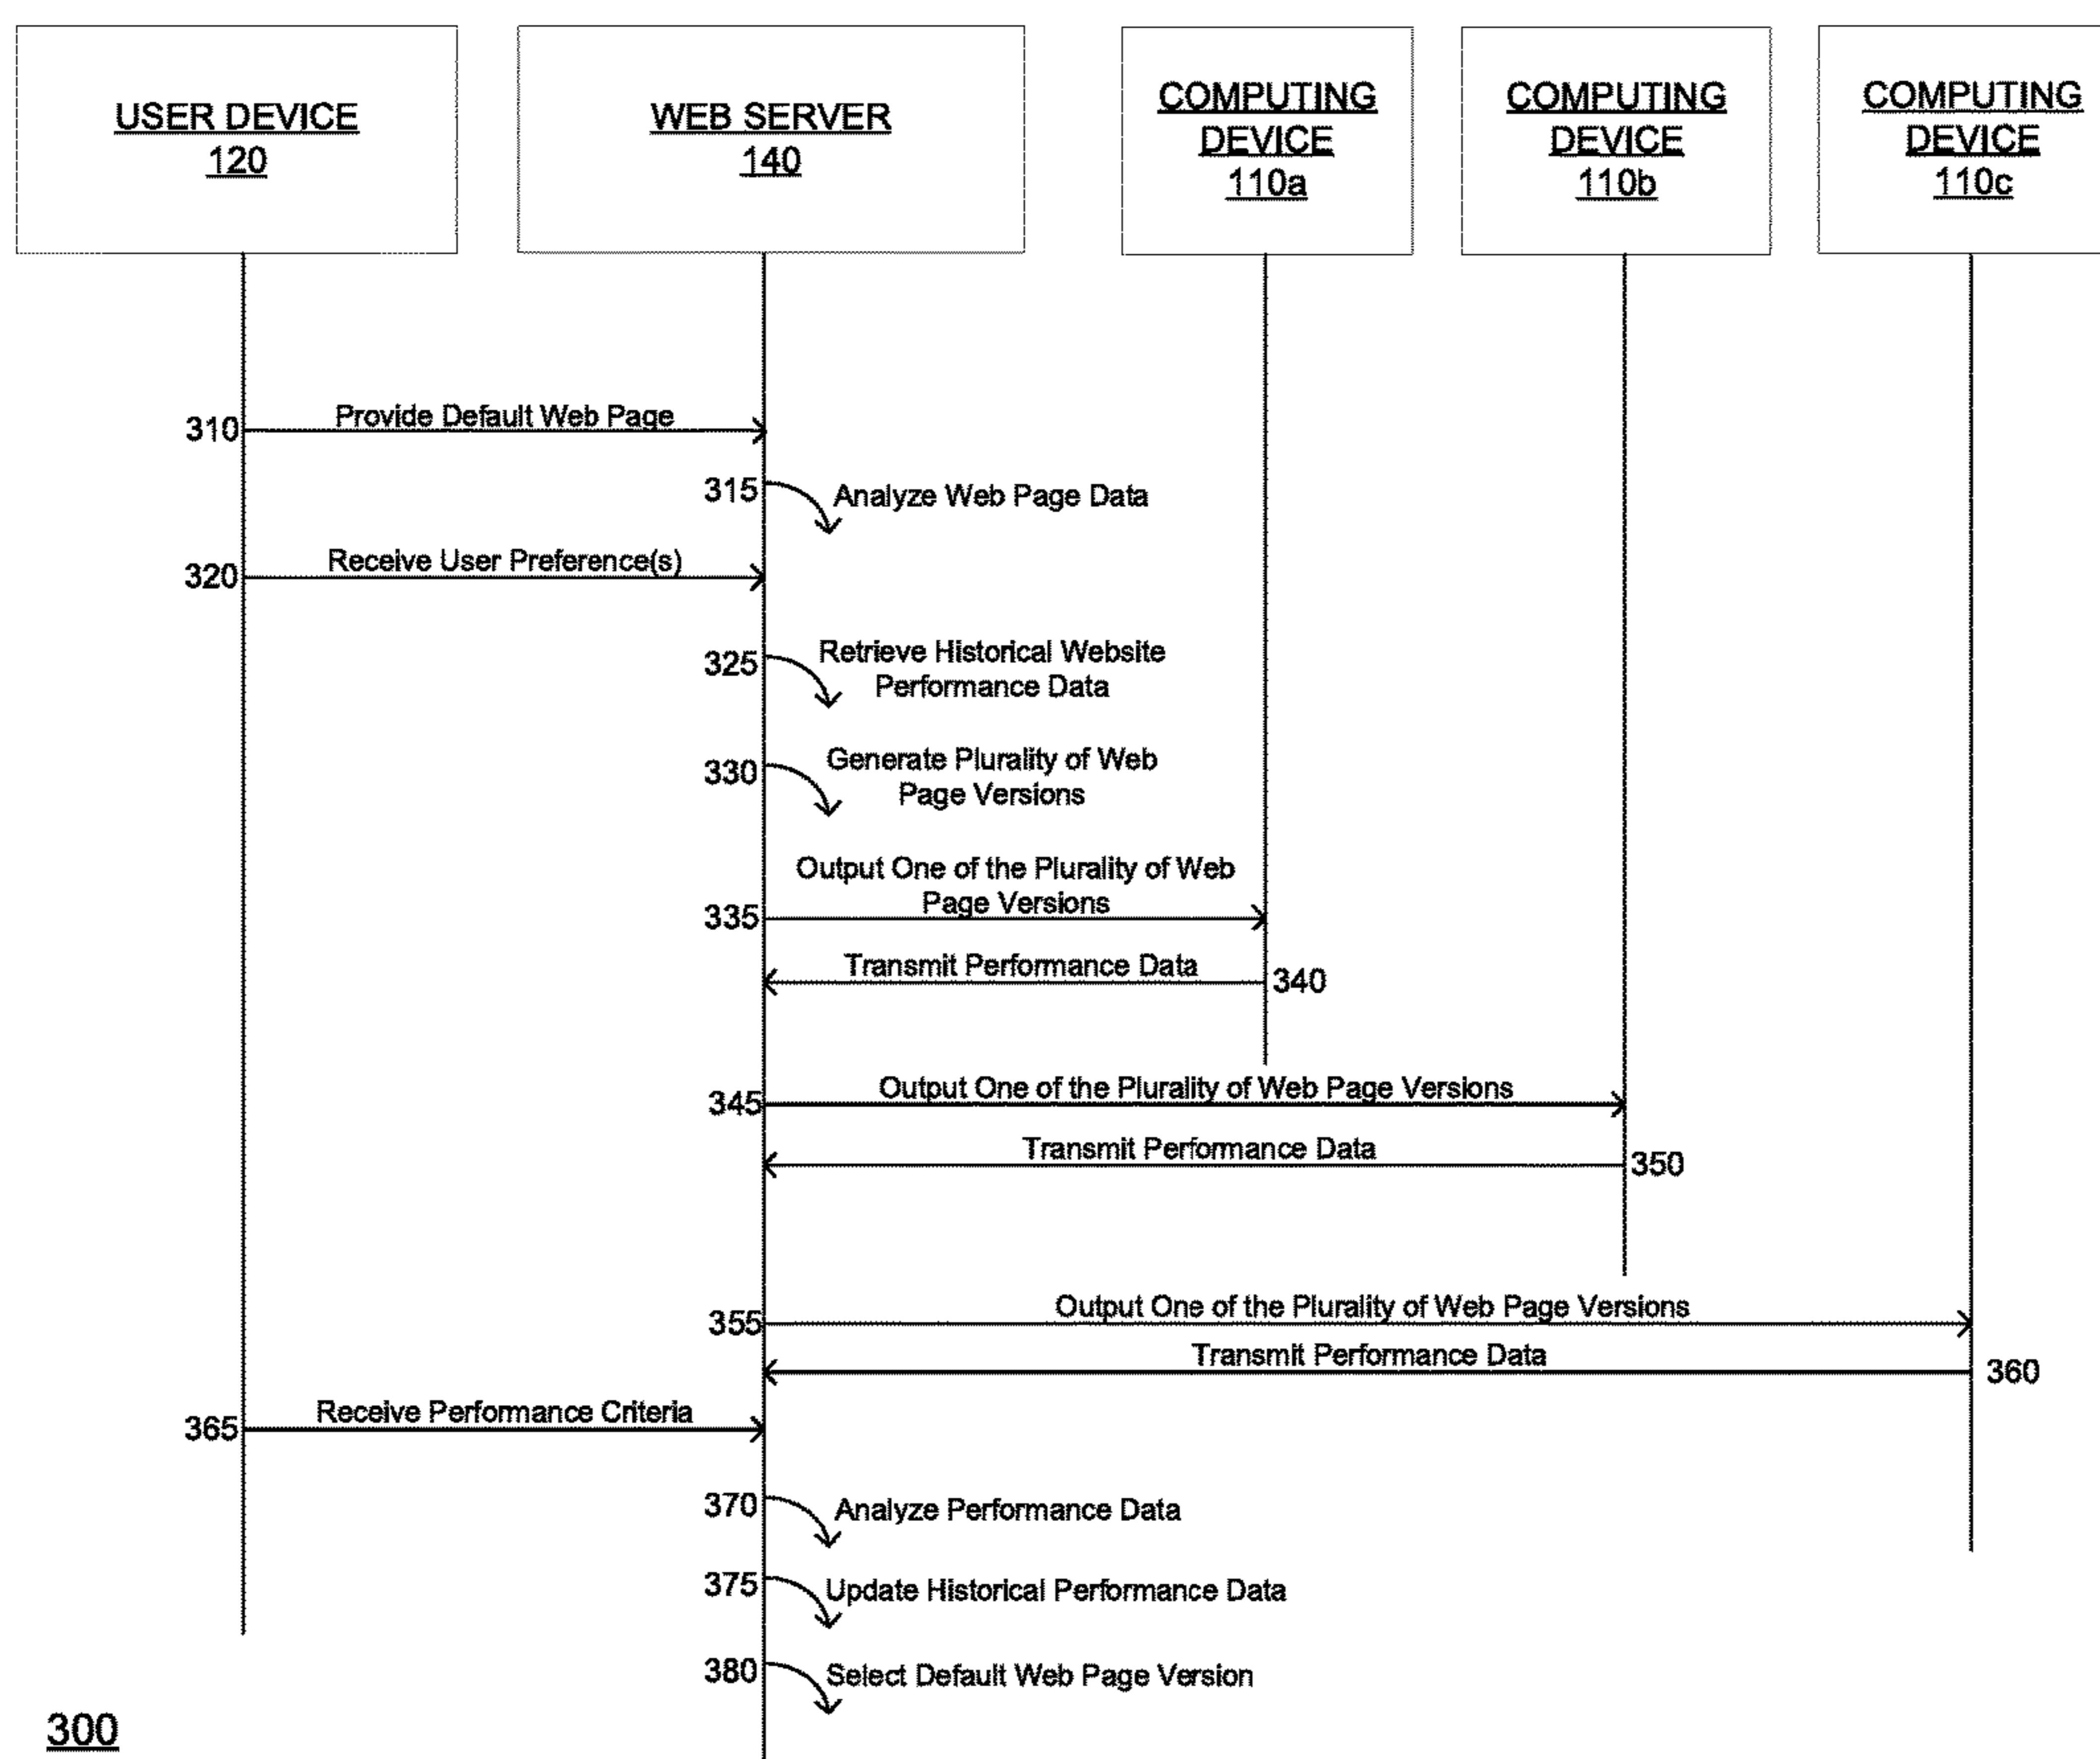 USER DEVICE
120
WEB SERVER
140
COMPUTING
DEVICE
110a
COMPUTING
DEVICE
110b
COMPUTING
DEVICE
110c
310
Provide Default Web Page
315
Analyze Web Page Data
320
Receive User Preference(s)
325
Retrieve Historical Website
Performance Data
330
Generate Plurality of Web
Page Versions
Output One of the Plurality of Web
Page Versions
335
Transmit Performance Data
340
345
Output One of the Plurality of Web Page Versions
Transmit Performance Data
350
355
Output One of the Plurality of Web Page Versions
Transmit Performance Data
360
365
Receive Performance Criteria
370
Analyze Performance Data
375
Update Historical Performance Data
380
Select Default Web Page Version
300